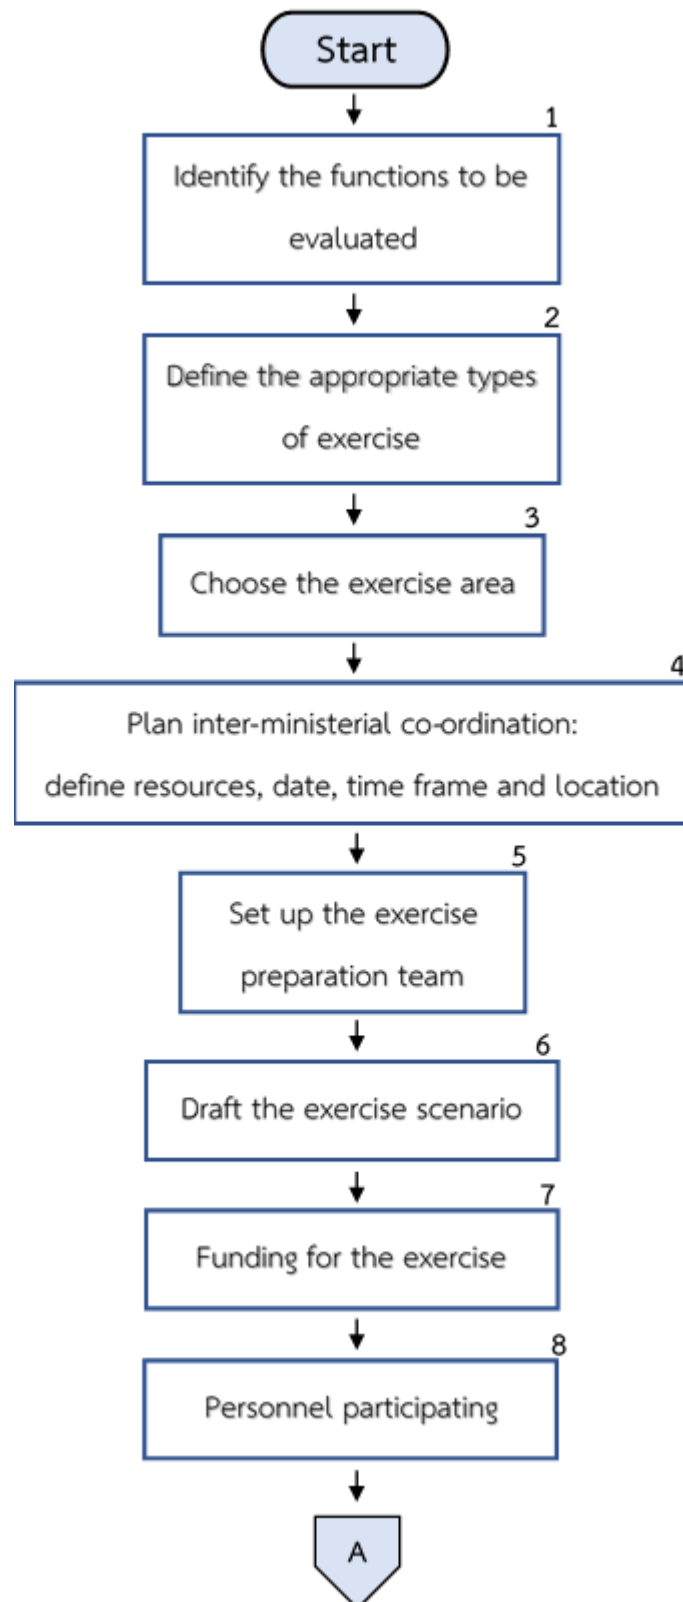 Start
1
Identify the functions to be
evaluated
2
Define the appropriate types
of exercise
3
Choose the exercise area
4
Plan inter-ministerial co-ordination:
define resources, date, time frame and location
5
Set up the exercise
preparation team
6
Draft the exercise scenario
7
Funding for the exercise
8
Personnel participating
A